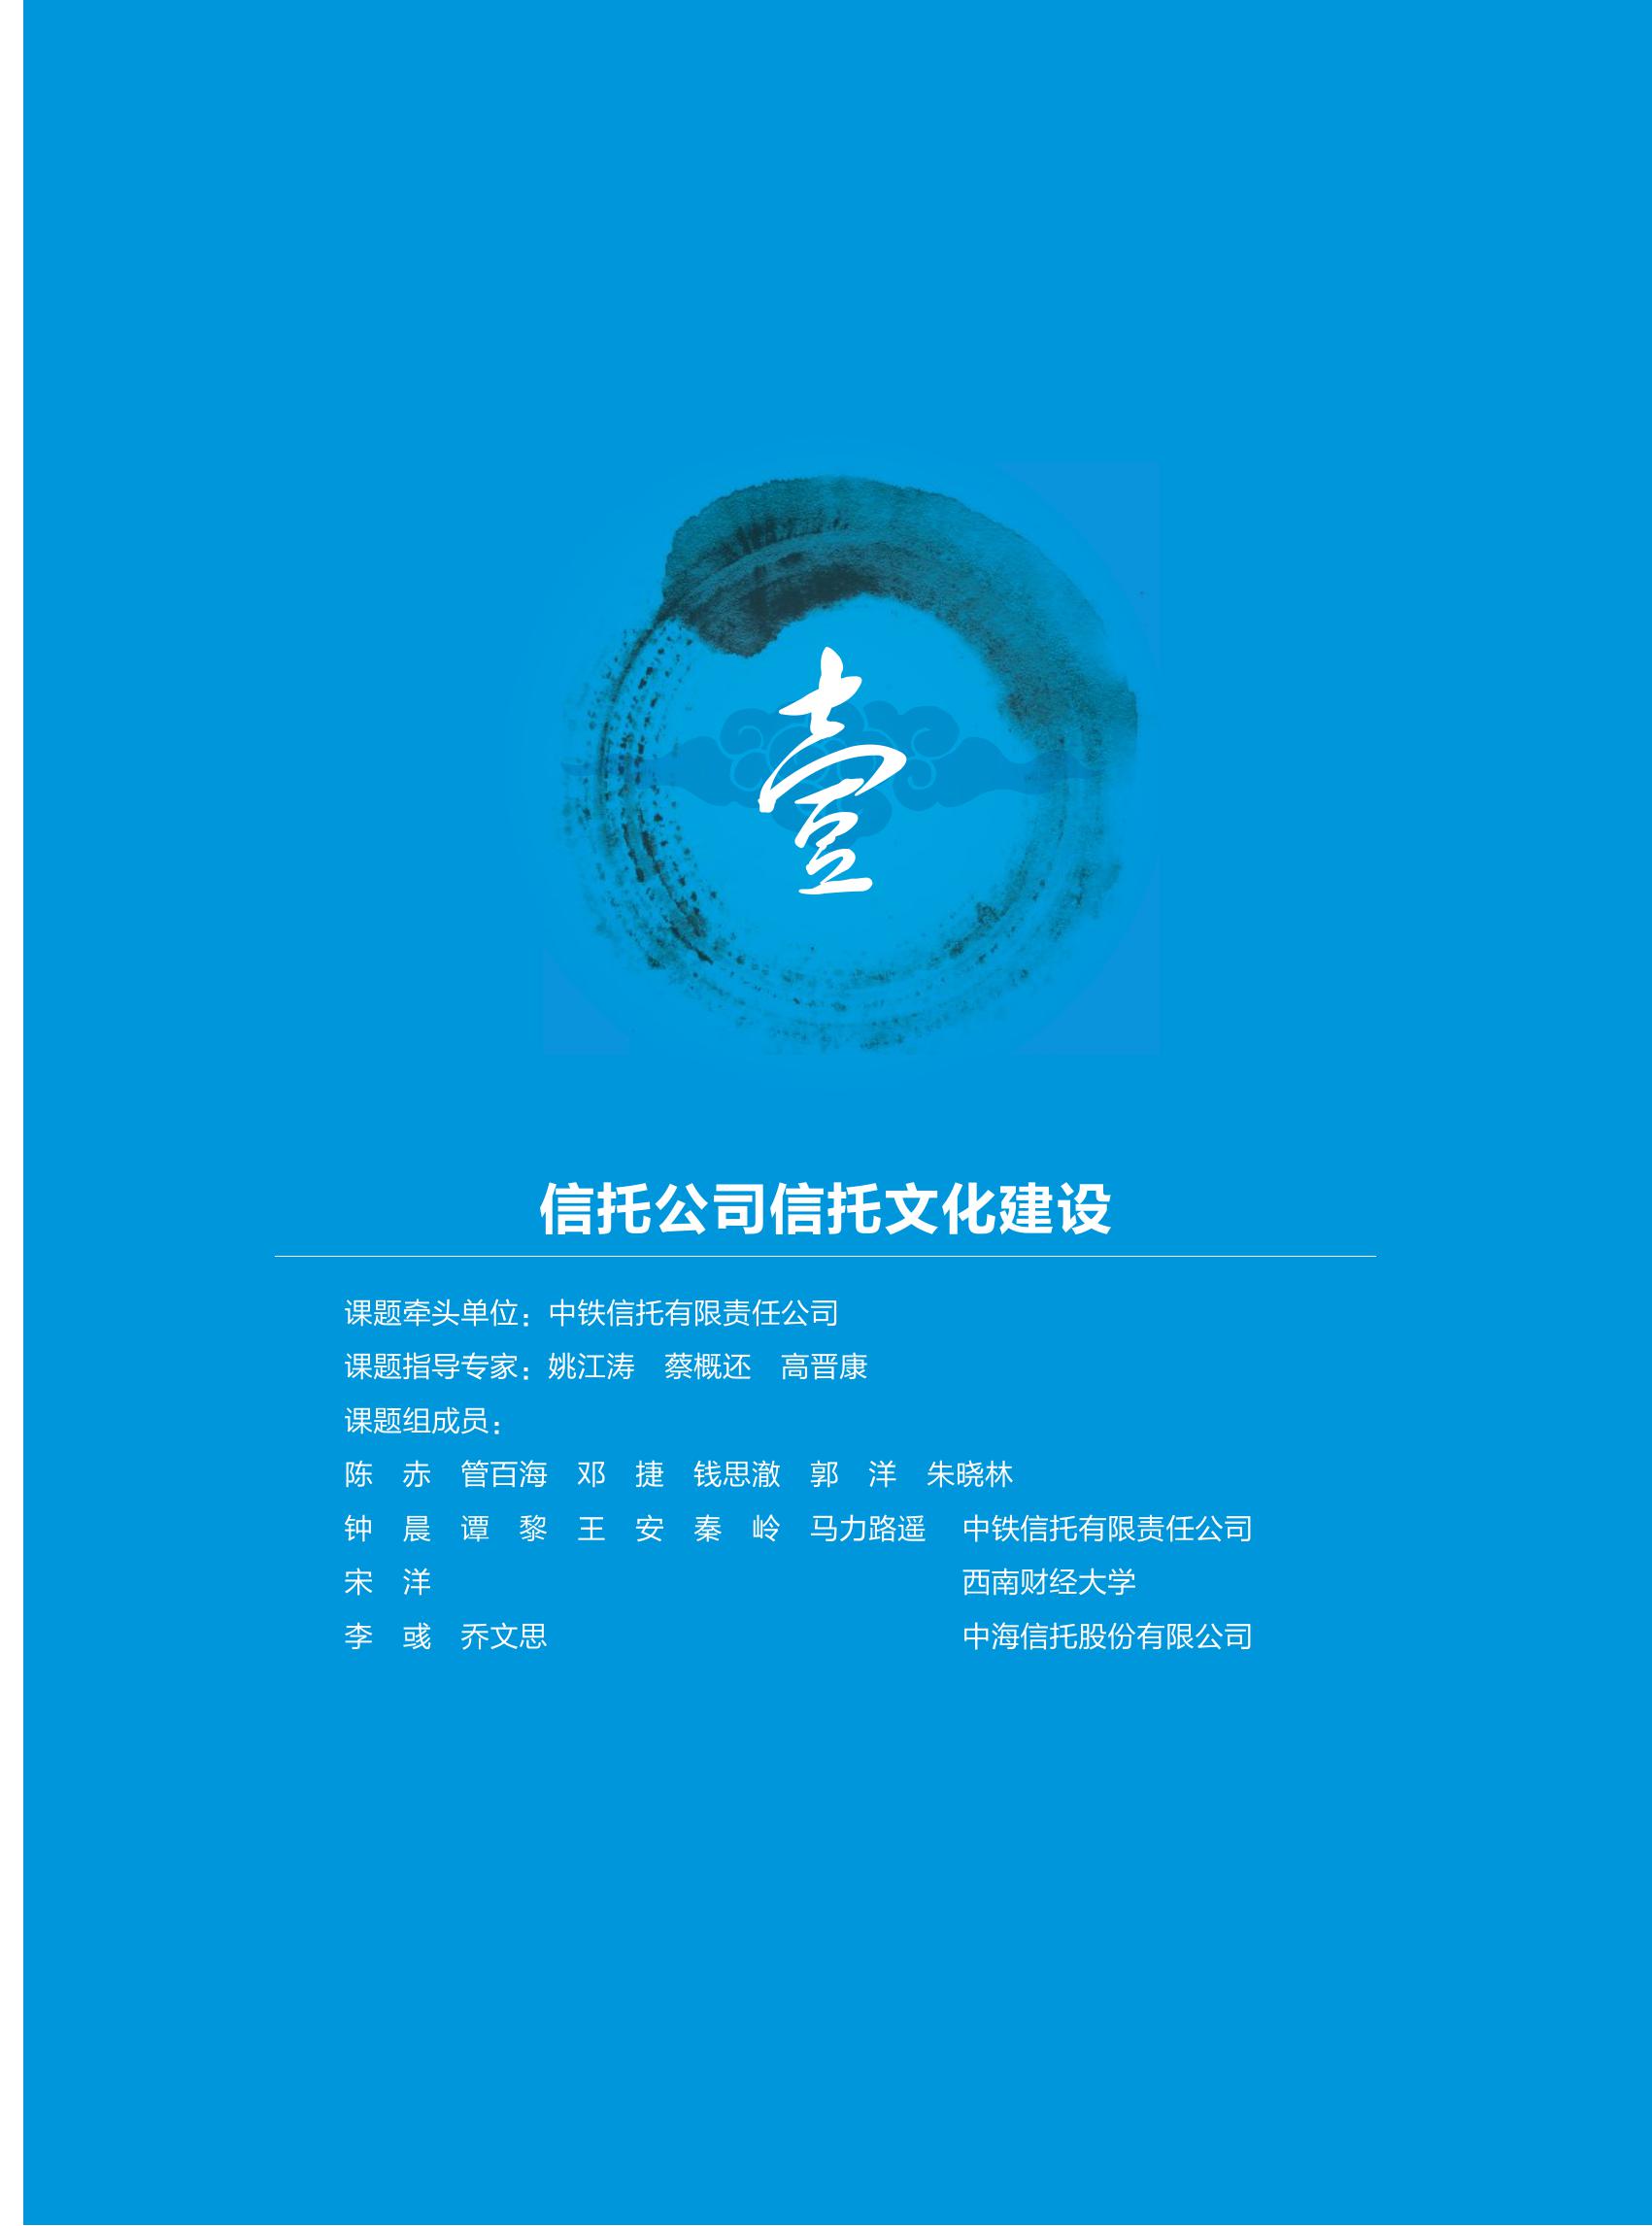 壹
信托公司信托文化建设
课题牵头单位：中铁信托有限责任公司
课题指导专家：姚江涛　蔡概还　高晋康
课题组成员：
陈　赤　管百海　邓　捷　钱思澈　郭　洋　朱晓林
钟　晨　谭　黎　王　安　秦　岭　马力路遥　中铁信托有限责任公司
宋　洋　西南财经大学
李　彧　乔文思　中海信托股份有限公司